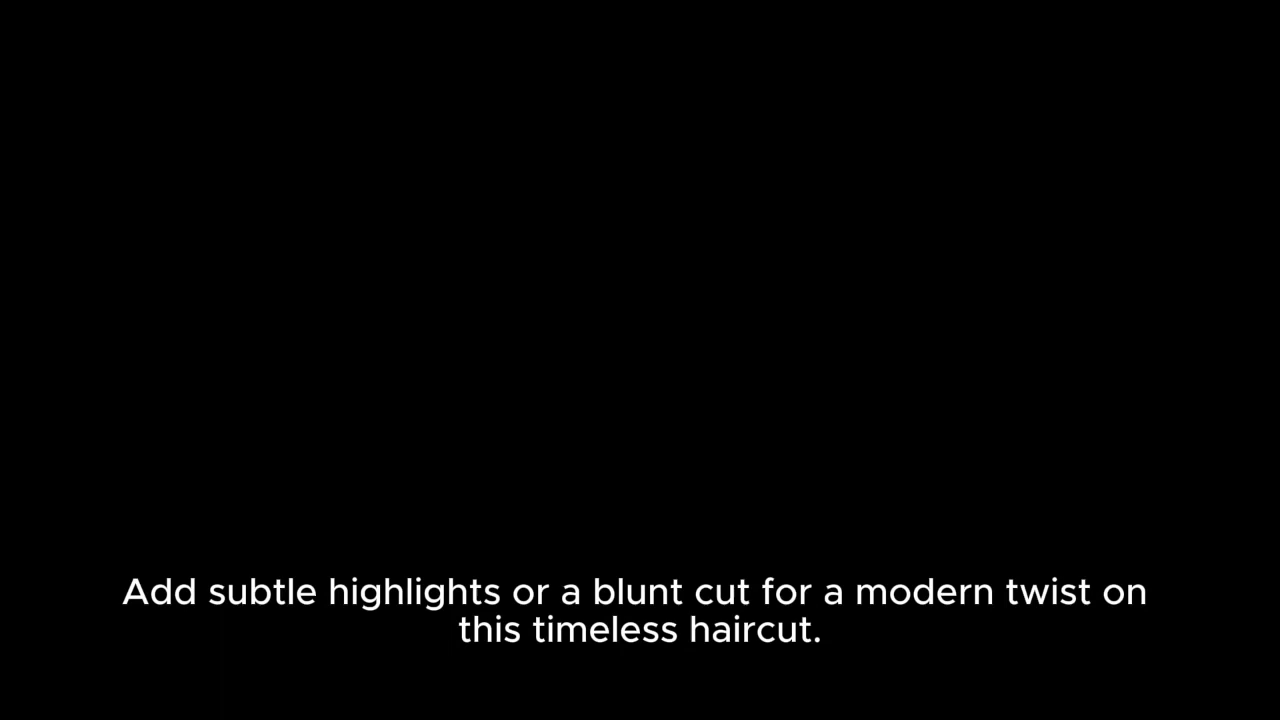 Add subtle highlights or a blunt cut for a modern twist on
this timeless haircut.